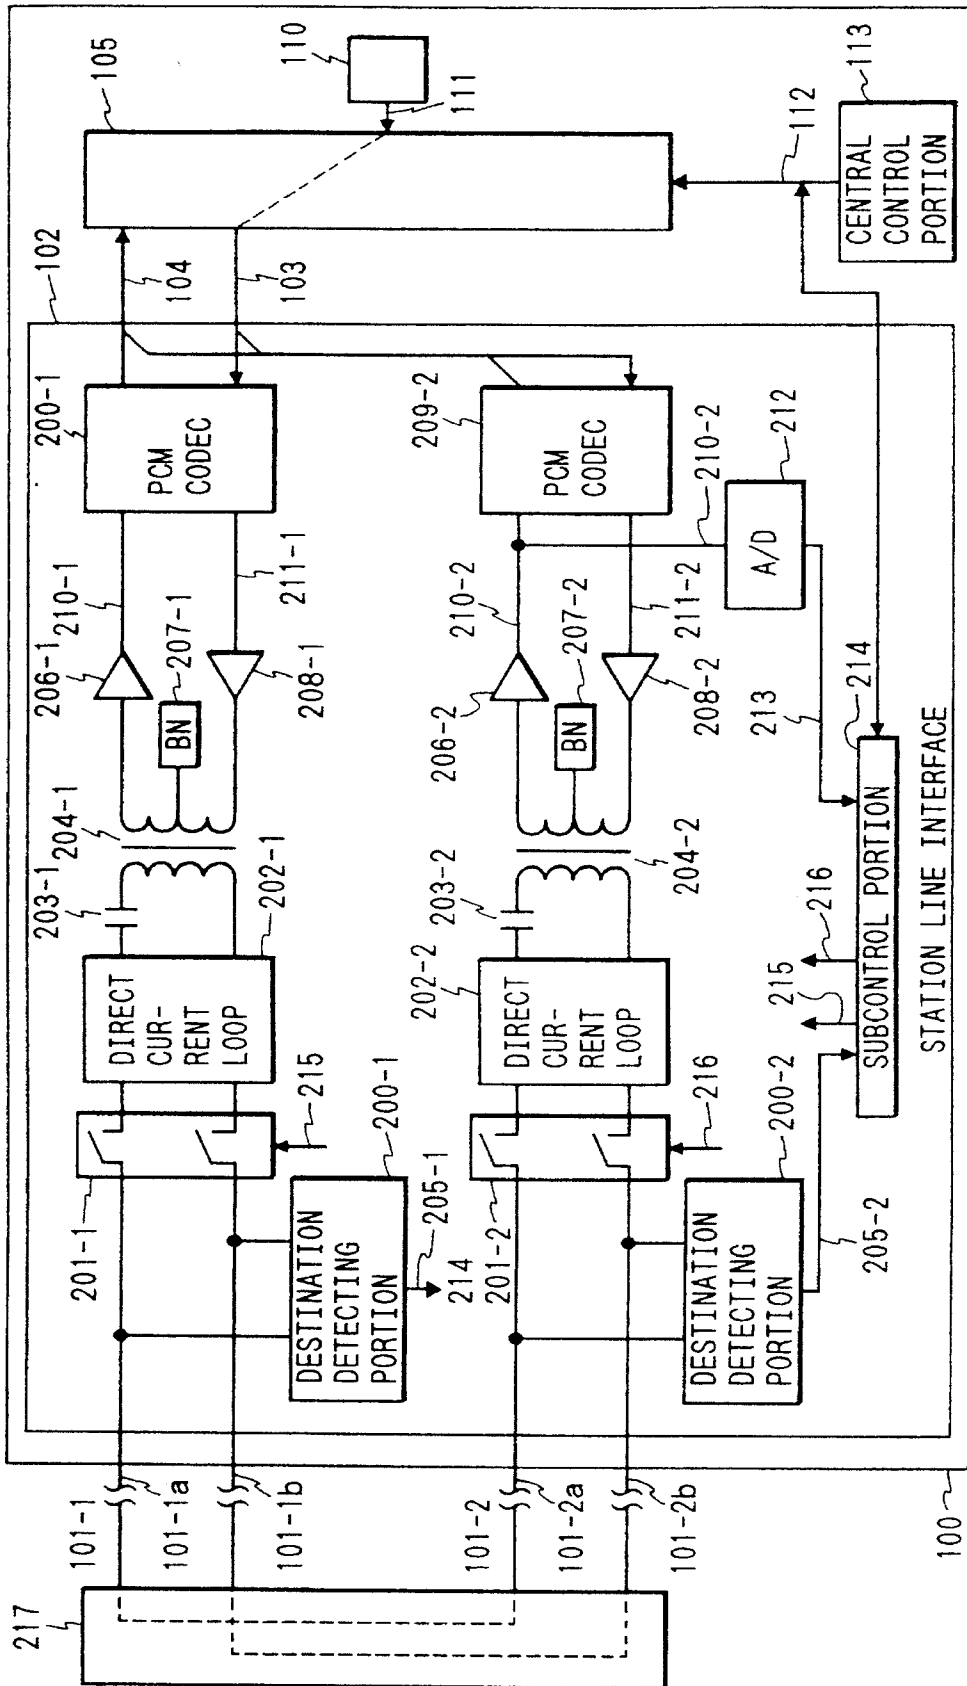 217
101-1
101-1a
101-1b
101-2
101-2a
101-2b
100
201-1
215
DIRECT
CUR-
RENT
LOOP
202-1
203-1
204-1
206-1
BN
207-1
208-1
210-1
211-1
PCM
CODEC
200-1
104
103
102
105
110
111
DESTINATION
DETECTING
PORTION
200-1
205-1
214
201-2
216
DIRECT
CUR-
RENT
LOOP
202-2
203-2
204-2
206-2
BN
207-2
208-2
210-2
211-2
PCM
CODEC
209-2
210-2
A/D
212
213
DESTINATION
DETECTING
PORTION
200-2
205-2
215
216
SUBCONTROL PORTION
214
STATION LINE INTERFACE
112
CENTRAL
CONTROL
PORTION
113